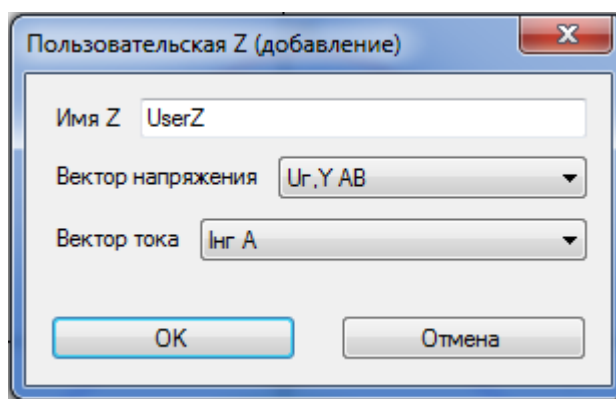 Пользовательская Z (добавление)
Имя Z UserZ
Вектор напряжения Uг,Y AB
Вектор тока Iнг A
OK Отмена